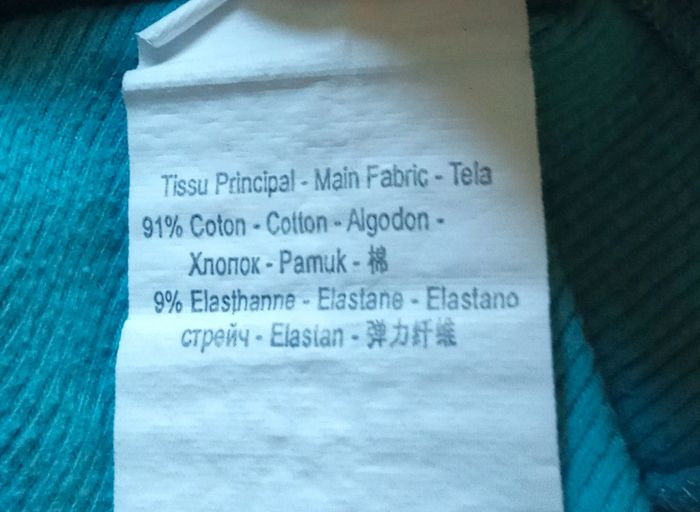 Tissu Principal - Main Fabric - Tela
91% Coton - Cotton - Algodon -
Хлопок - Pamuk - 棉
9% Elasthanne - Elastane - Elastano
стрейч - Elastan - 弹力纤维